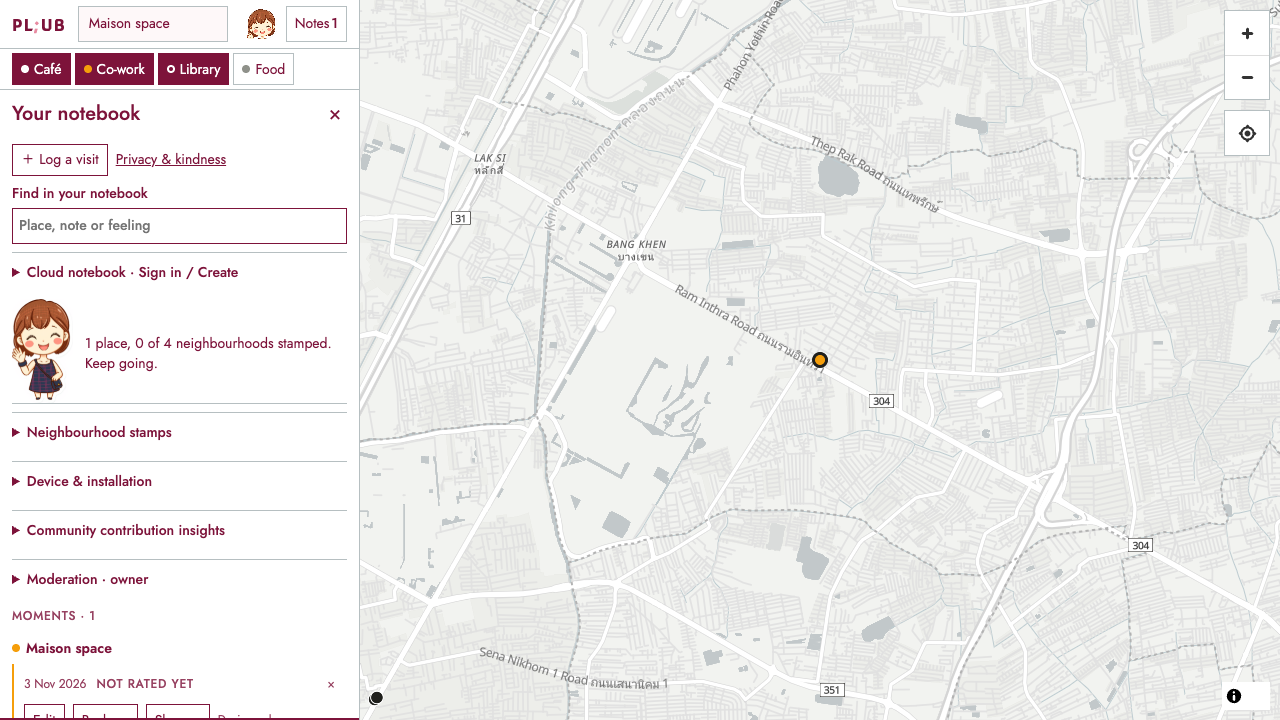 PL;UB
Maison space
Notes 1
Café
Co-work
Library
Food
Your notebook
×
+ Log a visit
Privacy & kindness
Find in your notebook
Place, note or feeling
Cloud notebook · Sign in / Create
1 place, 0 of 4 neighbourhoods stamped.
Keep going.
Neighbourhood stamps
Device & installation
Community contribution insights
Moderation · owner
MOMENTS · 1
Maison space
3 Nov 2026 NOT RATED YET ×
Phahon Yothin Road
LAK SI
หลักสี่
31
BANG KHEN
บางเขน
Thep Rak Road ถนนเทพรักษ์
Ram Inthra Road ถนนรามอินทรา
304
304
351
Sena Nikhom 1 Road ถนนเสนานิคม 1
+
−